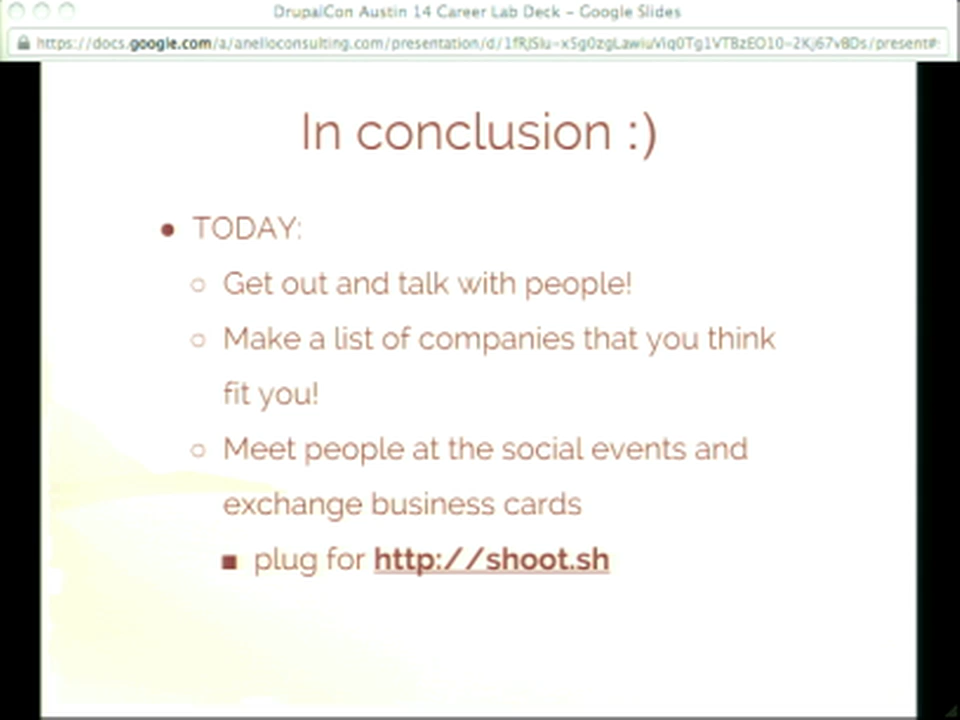 DrupalCon Austin 14 Career Lab Deck – Google Slides
In conclusion :)
TODAY:
Get out and talk with people!
Make a list of companies that you think
fit you!
Meet people at the social events and
exchange business cards
plug for http://shoot.sh